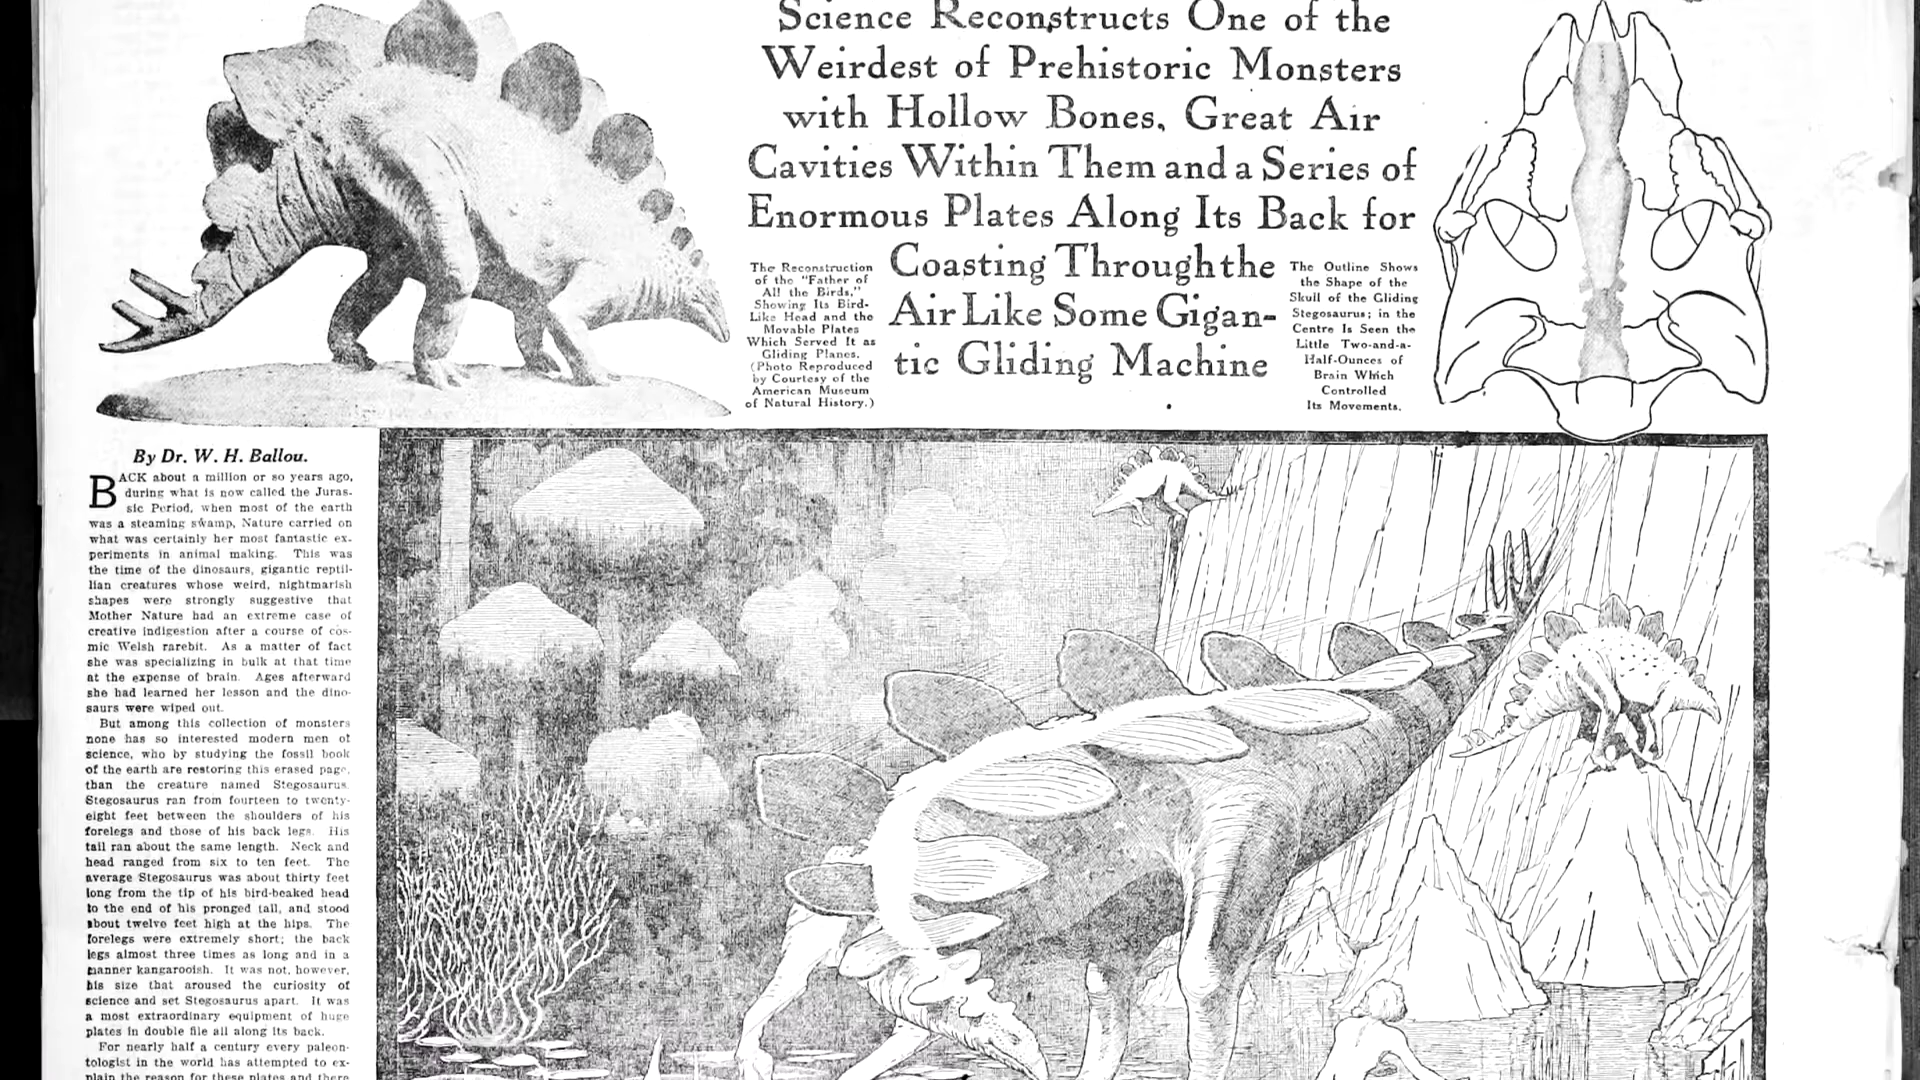 Science Reconstructs One of the
Weirdest of Prehistoric Monsters
with Hollow Bones, Great Air
Cavities Within Them and a Series of
Enormous Plates Along Its Back for
Coasting Through the
Air Like Some Gigan-
tic Gliding Machine
The Reconstruction
of the "Father of
All the Birds,"
Showing Its Bird-
Like Head and the
Movable Plates
Which Served It as
Gliding Planes.
(Photo Reproduced
by Courtesy of the
American Museum
of Natural History.)
The Outline Shows
the Shape of the
Skull of the Gliding
Stegosaurus; in the
Centre Is Seen the
Little Two-and-a-
Half-Ounces of
Brain Which
Controlled
Its Movements.
By Dr. W. H. Ballou.
BACK about a million or so years ago,
during what is now called the Juras-
sic Period, when most of the earth
was a steaming swamp, Nature carried on
what was certainly her most fantastic ex-
periments in animal making. This was
the time of the dinosaurs, gigantic reptil-
lian creatures whose weird, nightmarish
shapes were strongly suggestive that
Mother Nature had an extreme case of
creative indigestion after a course of cos-
mic Welsh rarebit. As a matter of fact
she was specializing in bulk at that time
at the expense of brain. Ages afterward
she had learned her lesson and the dino-
saurs were wiped out.
But among this collection of monsters
none has so interested modern men of
science, who by studying the fossil book
of the earth are restoring this erased page,
than the creature named Stegosaurus.
Stegosaurus ran from fourteen to twenty-
eight feet between the shoulders of his
forelegs and those of his back legs. His
tail ran about the same length. Neck and
head ranged from six to ten feet. The
average Stegosaurus was about thirty feet
long from the tip of his bird-beaked head
to the end of his pronged tail, and stood
about twelve feet high at the hips. The
forelegs were extremely short; the back
legs almost three times as long and in a
manner kangarooish. It was not, however,
his size that aroused the curiosity of
science and set Stegosaurus apart. It was
a most extraordinary equipment of huge
plates in double file all along its back.
For nearly half a century every paleon-
tologist in the world has attempted to ex-
plain the reason for these plates and there